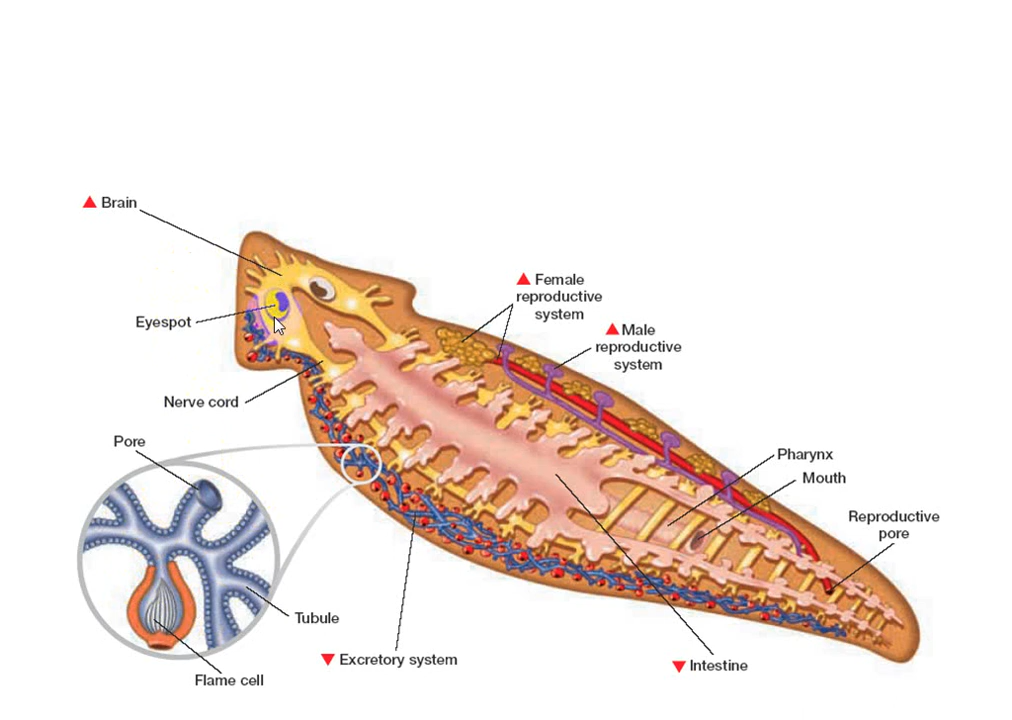 Brain
Female
reproductive
system
Male
reproductive
system
Eyespot
Nerve cord
Pore
Pharynx
Mouth
Reproductive
pore
Tubule
Excretory system
Intestine
Flame cell